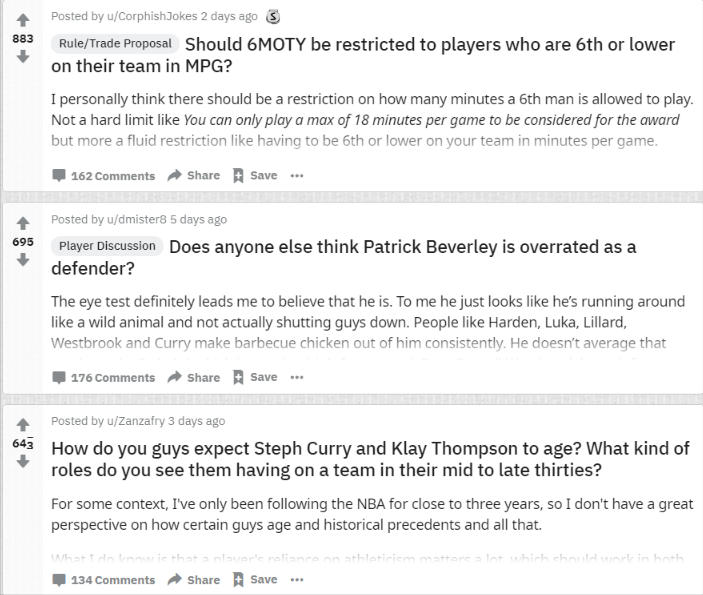 Posted by u/CorphishJokes 2 days ago
883
Rule/Trade Proposal Should 6MOTY be restricted to players who are 6th or lower
on their team in MPG?
I personally think there should be a restriction on how many minutes a 6th man is allowed to play.
Not a hard limit like You can only play a max of 18 minutes per game to be considered for the award
but more a fluid restriction like having to be 6th or lower on your team in minutes per game.
162 Comments Share Save
Posted by u/dmister8 5 days ago
695
Player Discussion Does anyone else think Patrick Beverley is overrated as a
defender?
The eye test definitely leads me to believe that he is. To me he just looks like he’s running around
like a wild animal and not actually shutting guys down. People like Harden, Luka, Lillard,
Westbrook and Curry make barbecue chicken out of him consistently. He doesn’t average that
176 Comments Share Save
Posted by u/Zanzafry 3 days ago
643
How do you guys expect Steph Curry and Klay Thompson to age? What kind of
roles do you see them having on a team in their mid to late thirties?
For some context, I've only been following the NBA for close to three years, so I don't have a great
perspective on how certain guys age and historical precedents and all that.
What I do know is that a player's reliance on athleticism matters a lot, which should work in both
134 Comments Share Save